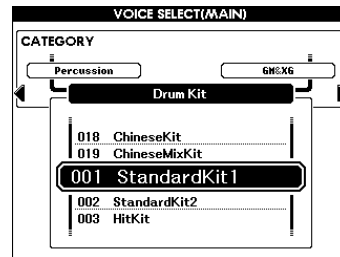 VOICE SELECT(MAIN)
CATEGORY
Percussion GM&XG
Drum Kit
018 ChineseKit
019 ChineseMixKit
001 StandardKit1
002 StandardKit2
003 HitKit